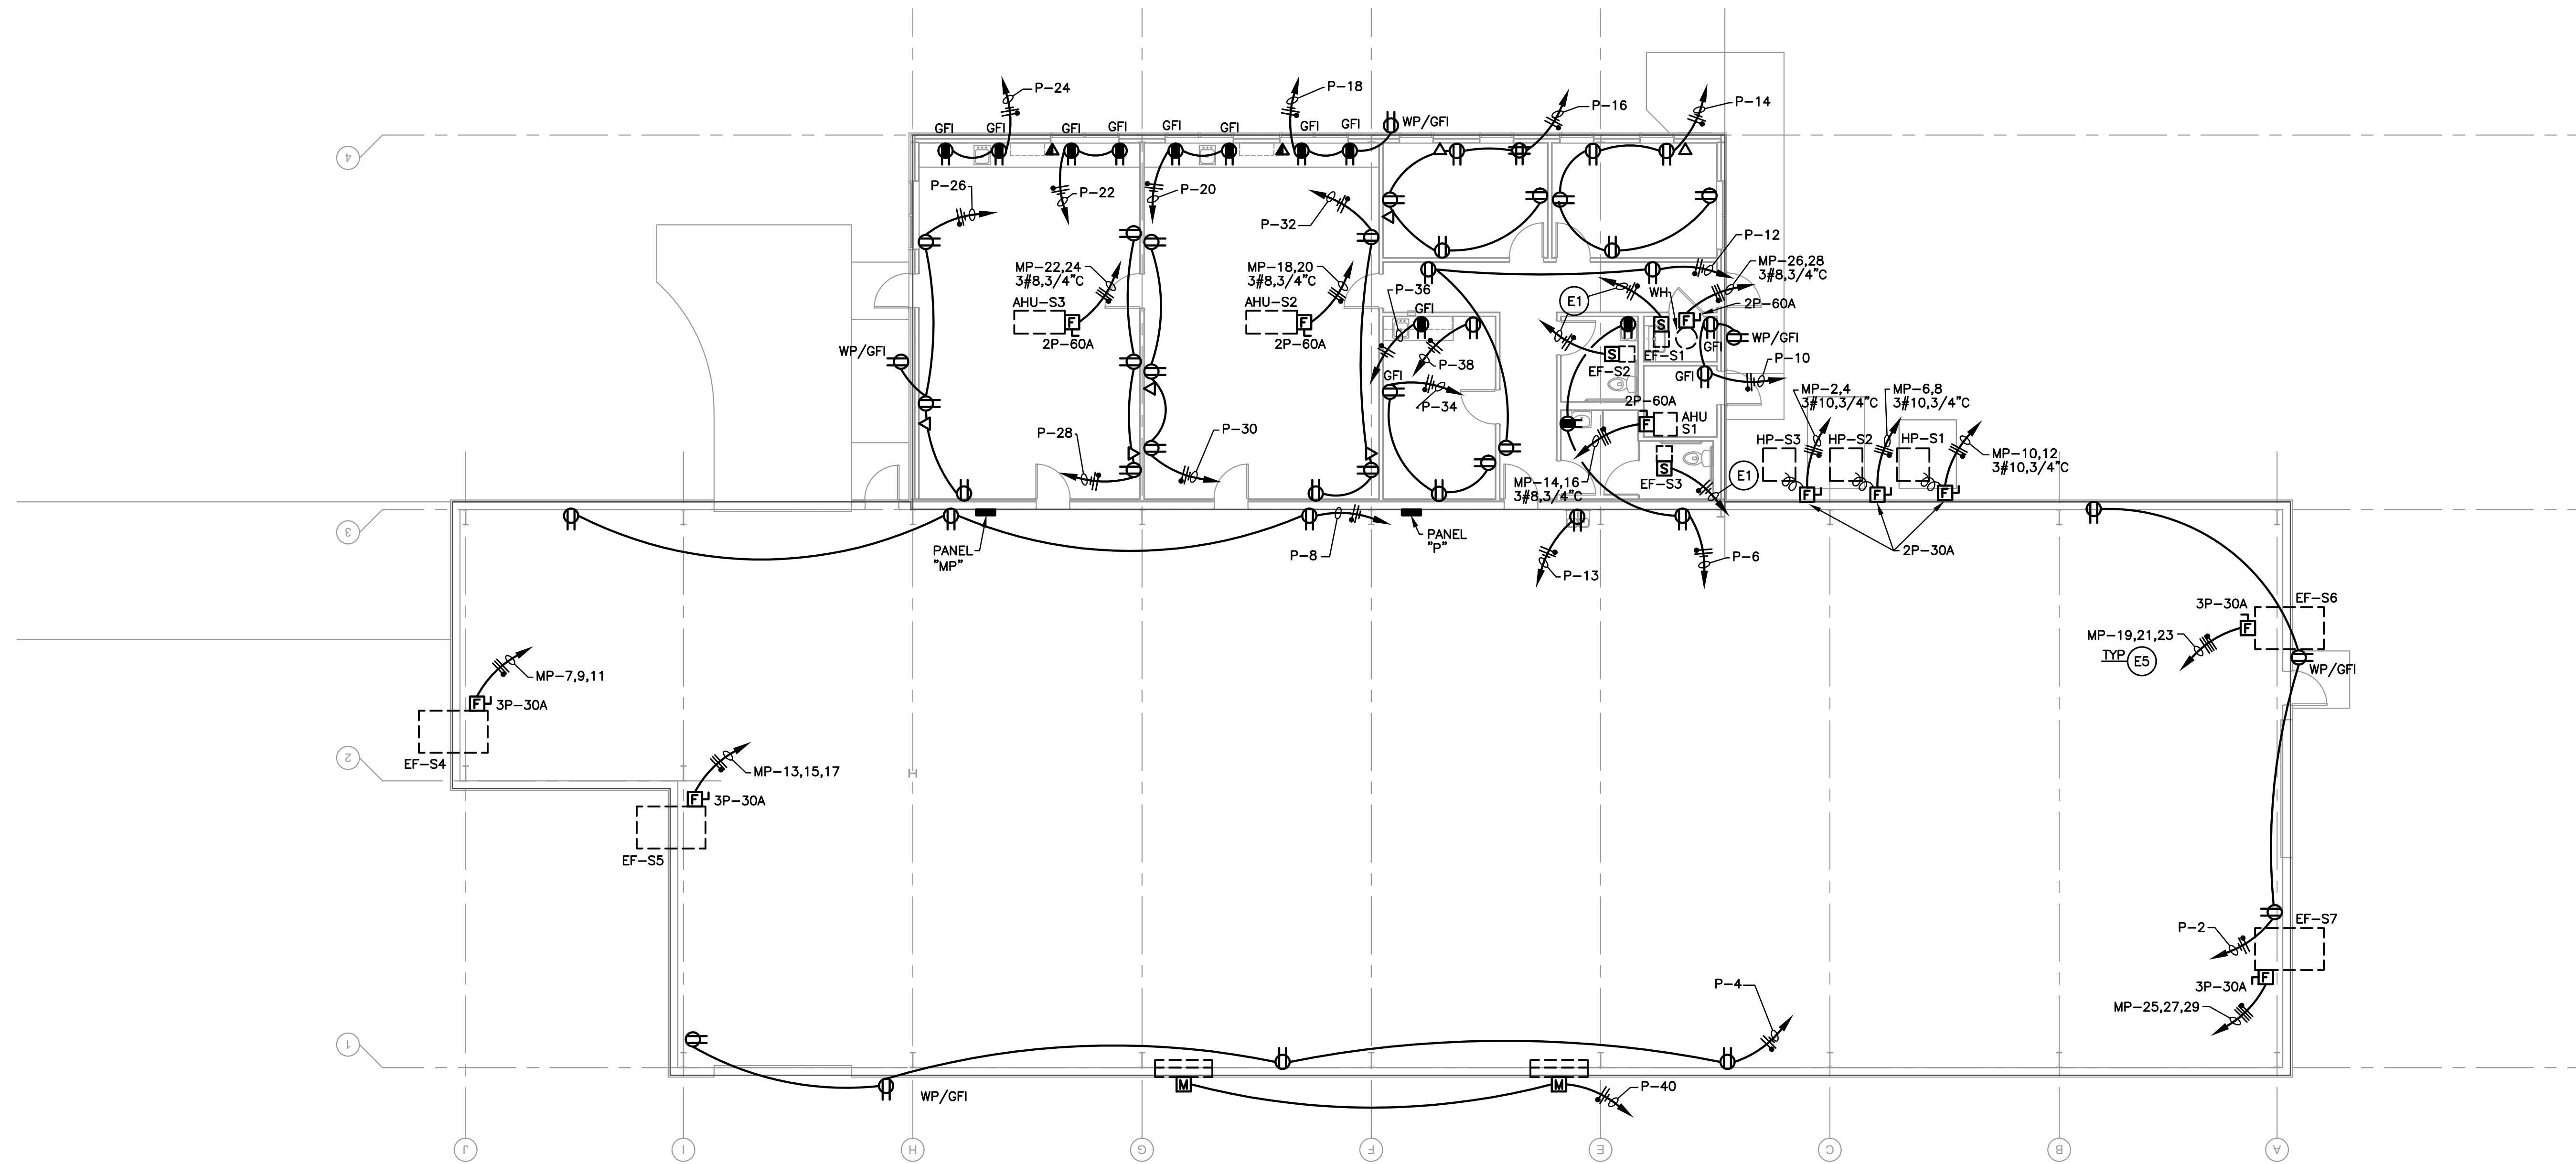 P-24
P-18
P-16
P-14
GFI
GFI
GFI
GFI
GFI
GFI
GFI
GFI
WP/GFI
4
P-26
P-22
P-20
P-32
P-12
MP-22,24
3#8,3/4"C
AHU-S3
2P-60A
MP-18,20
3#8,3/4"C
AHU-S2
2P-60A
MP-26,28
3#8,3/4"C
P-36
GFI
E1
WH
2P-60A
WP/GFI
WP/GFI
GFI
EF-S1
EF-S2
P-38
P-10
GFI
GFI
P-34
2P-60A
AHU
S1
MP-2,4
3#10,3/4"C
MP-6,8
3#10,3/4"C
HP-S3
HP-S2
HP-S1
MP-10,12
3#10,3/4"C
P-28
P-30
MP-14,16
3#8,3/4"C
EF-S3
E1
S
S
S
F
F
F
F
F
F
F
3
PANEL
"MP"
P-8
PANEL
"P"
P-13
P-6
2P-30A
3P-30A
EF-S6
F
MP-19,21,23
TYP
E5
WP/GFI
MP-7,9,11
F
3P-30A
EF-S4
2
MP-13,15,17
F
3P-30A
EF-S5
H
P-2
EF-S7
F
3P-30A
MP-25,27,29
P-4
1
M
M
WP/GFI
P-40
J
I
H
G
F
E
C
B
A